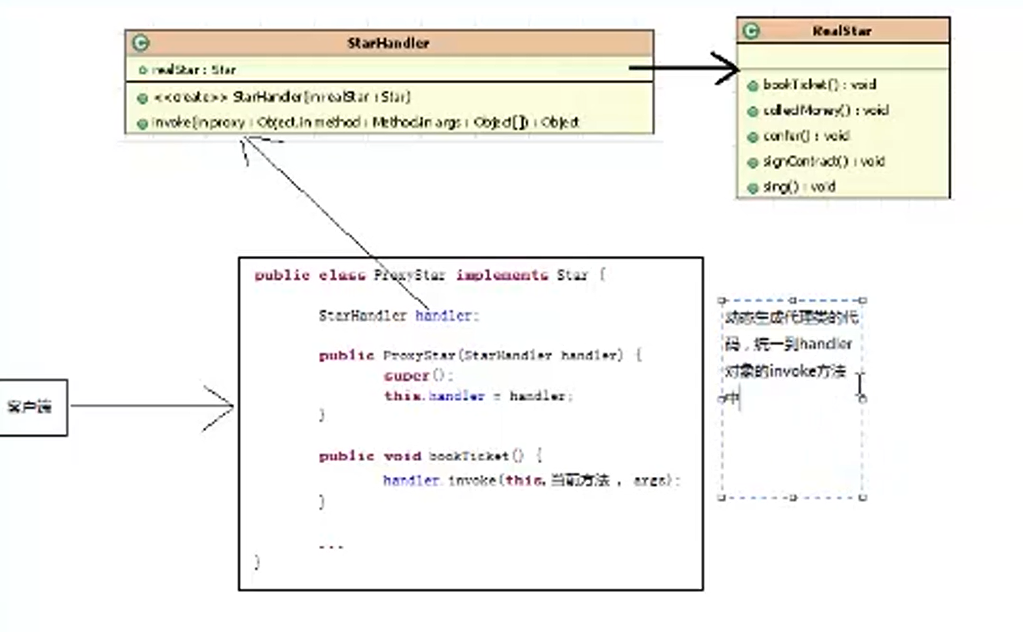 StarHandler
realStar : Star
<<create>> StarHandler(in realStar : Star)
invoke(in proxy : Object, in method : Method, in args : Object[]) : Object
RealStar
bookTicket() : void
collectMoney() : void
confer() : void
signContract() : void
sing() : void
public class ProxyStar implements Star {
StarHandler handler;
public ProxyStar(StarHandler handler) {
super();
this.handler = handler;
}
public void bookTicket() {
handler.invoke(this,当前方法 , args);
}
...
}
动态生成代理类的代
码,统一到handler
对象的invoke方法
中
客户端